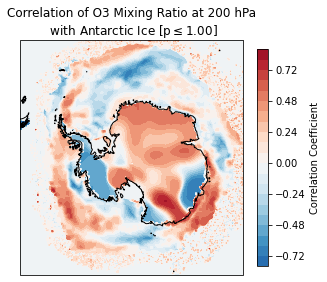 Correlation of O3 Mixing Ratio at 200 hPa
with Antarctic Ice [p ≤ 1.00]
0.72
0.48
0.24
0.00
−0.24
−0.48
−0.72
Correlation Coefficient